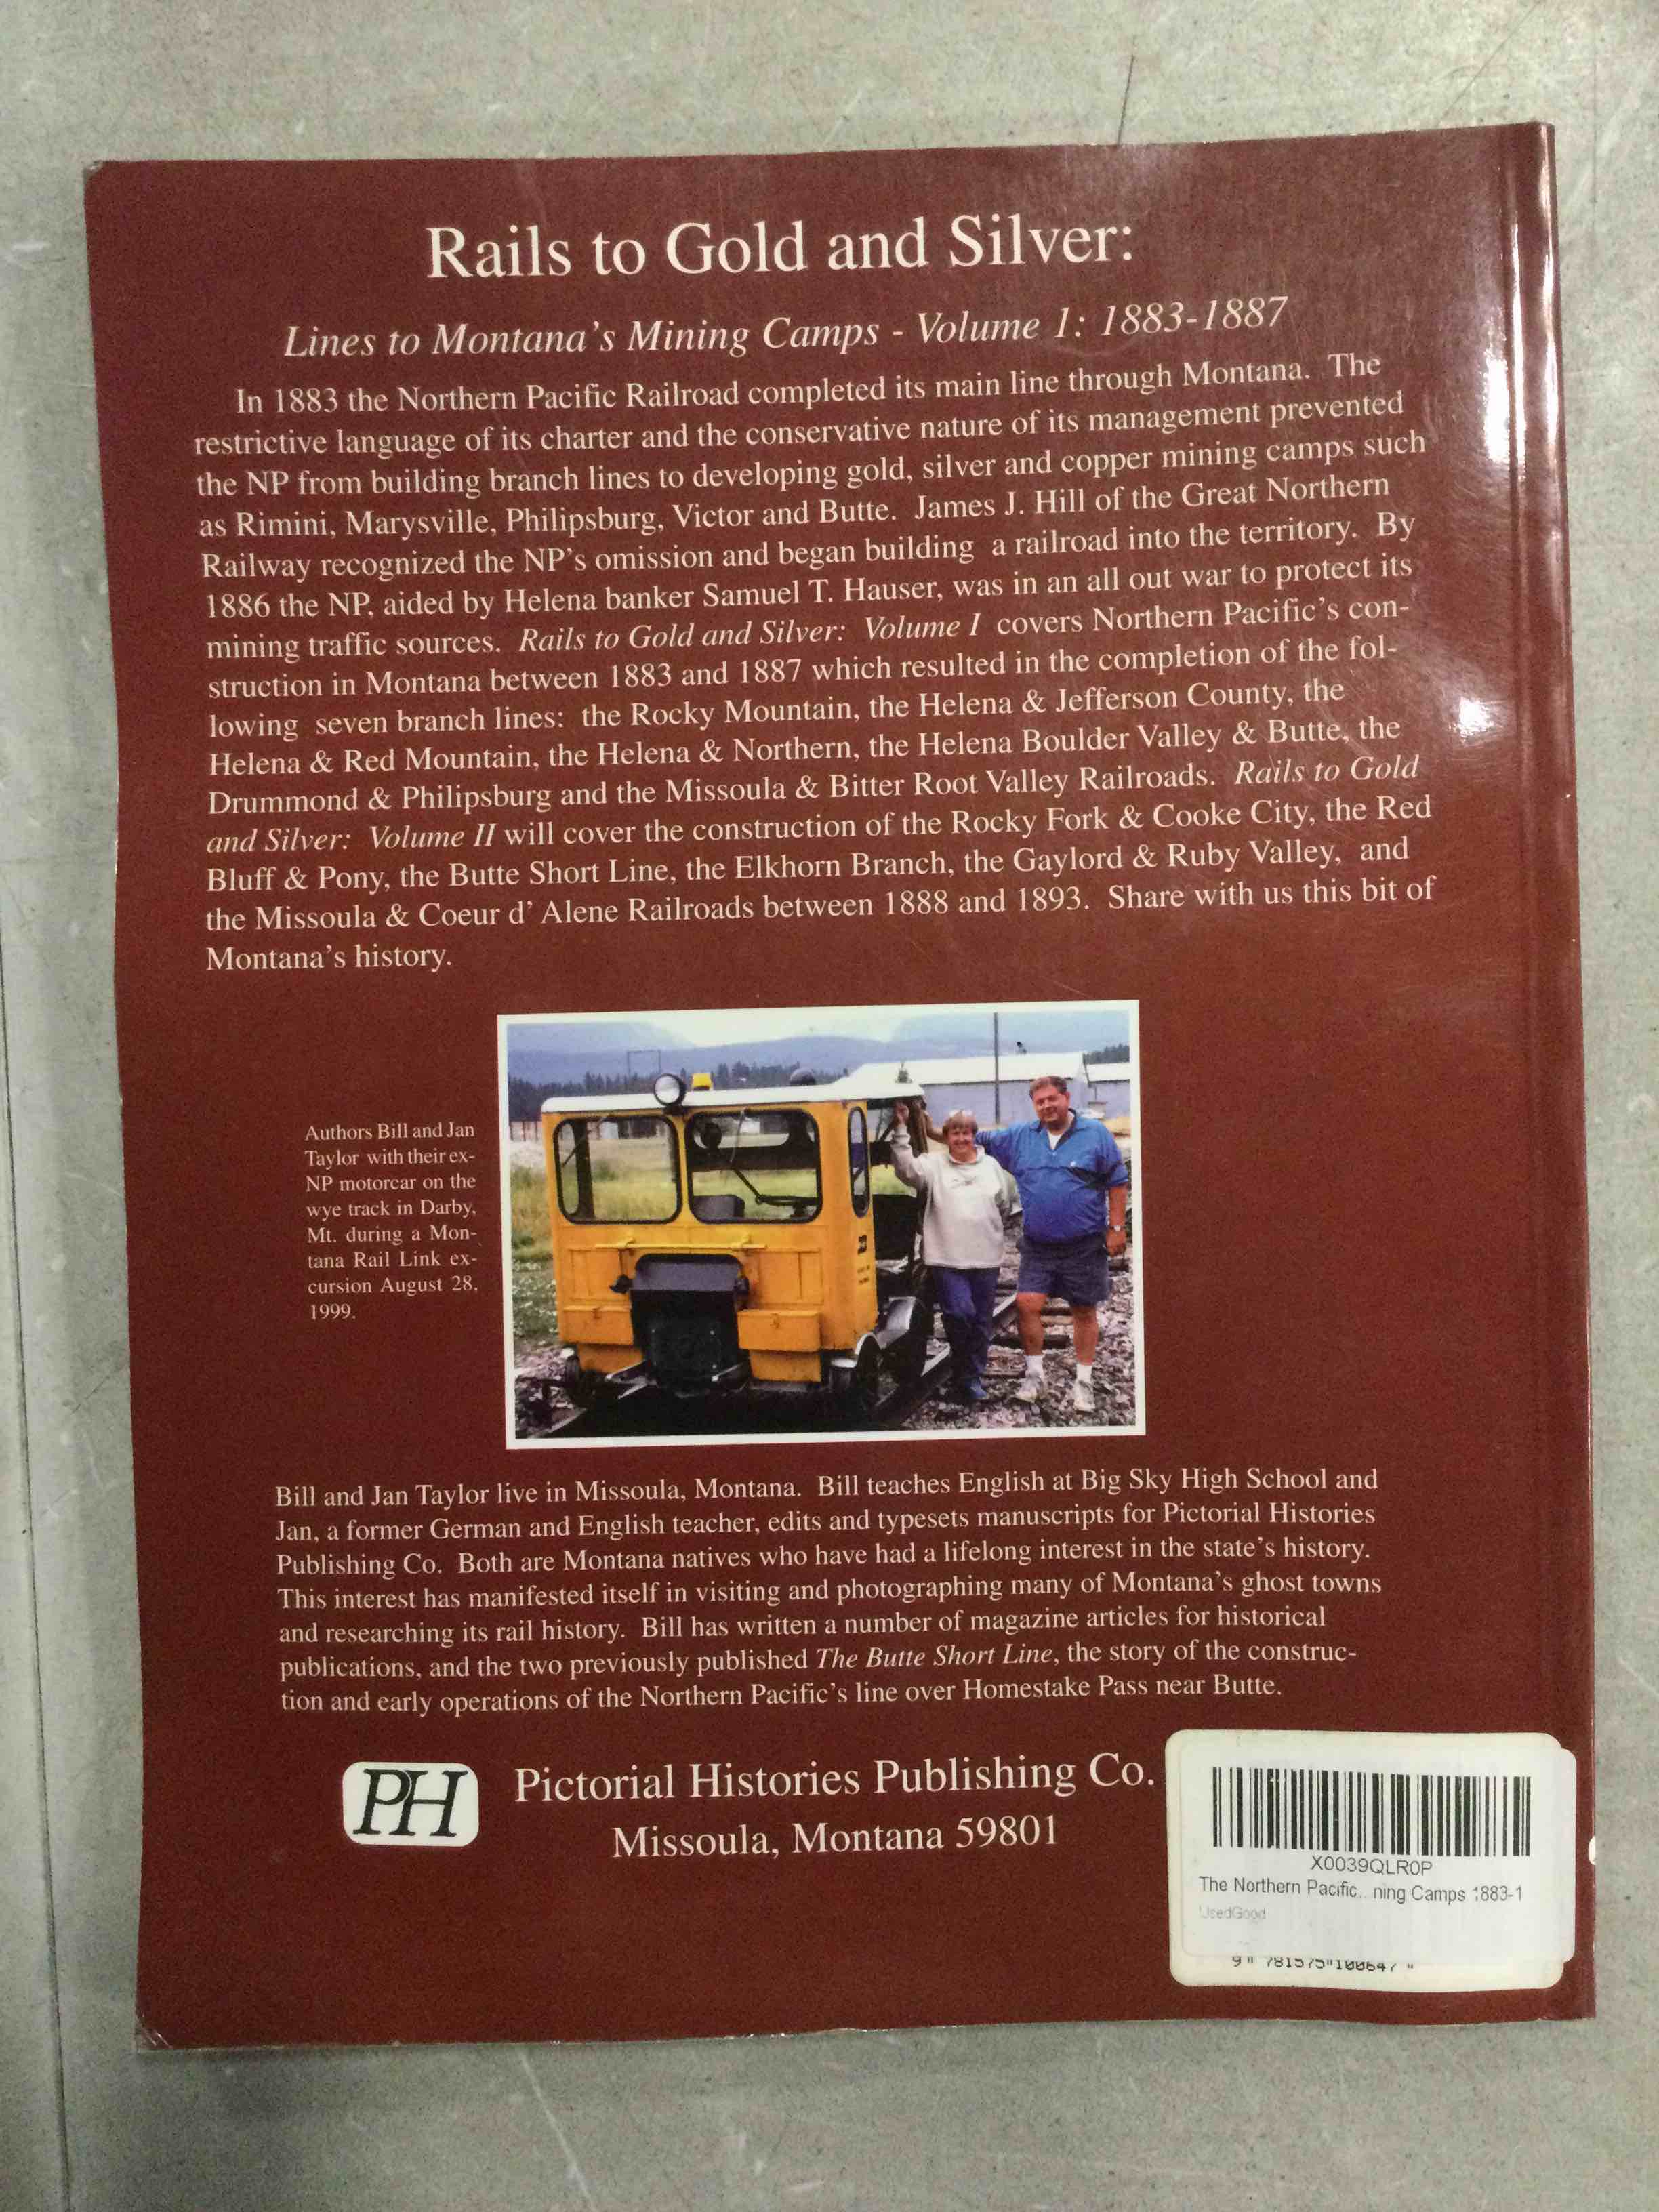 Rails to Gold and Silver:
Lines to Montana's Mining Camps - Volume 1: 1883-1887
In 1883 the Northern Pacific Railroad completed its main line through Montana. The
restrictive language of its charter and the conservative nature of its management prevented
the NP from building branch lines to developing gold, silver and copper mining camps such
as Rimini, Marysville, Philipsburg, Victor and Butte. James J. Hill of the Great Northern
Railway recognized the NP's omission and began building a railroad into the territory. By
1886 the NP, aided by Helena banker Samuel T. Hauser, was in an all out war to protect its
mining traffic sources. Rails to Gold and Silver: Volume I covers Northern Pacific's con-
struction in Montana between 1883 and 1887 which resulted in the completion of the fol-
lowing seven branch lines: the Rocky Mountain, the Helena & Jefferson County, the
Helena & Red Mountain, the Helena & Northern, the Helena Boulder Valley & Butte, the
Drummond & Philipsburg and the Missoula & Bitter Root Valley Railroads. Rails to Gold
and Silver: Volume II will cover the construction of the Rocky Fork & Cooke City, the Red
Bluff & Pony, the Butte Short Line, the Elkhorn Branch, the Gaylord & Ruby Valley, and
the Missoula & Coeur d' Alene Railroads between 1888 and 1893. Share with us this bit of
Montana's history.
Authors Bill and Jan
Taylor with their ex-
NP motorcar on the
wye track in Darby,
Mt. during a Mon-
tana Rail Link ex-
cursion August 28,
1999.
Bill and Jan Taylor live in Missoula, Montana. Bill teaches English at Big Sky High School and
Jan, a former German and English teacher, edits and typesets manuscripts for Pictorial Histories
Publishing Co. Both are Montana natives who have had a lifelong interest in the state's history.
This interest has manifested itself in visiting and photographing many of Montana's ghost towns
and researching its rail history. Bill has written a number of magazine articles for historical
publications, and the two previously published The Butte Short Line, the story of the construc-
tion and early operations of the Northern Pacific's line over Homestake Pass near Butte.
PH
Pictorial Histories Publishing Co.
Missoula, Montana 59801
X0039QLR0P
The Northern Pacific...ning Camps 1883-1
UsedGood
9 781575 100647